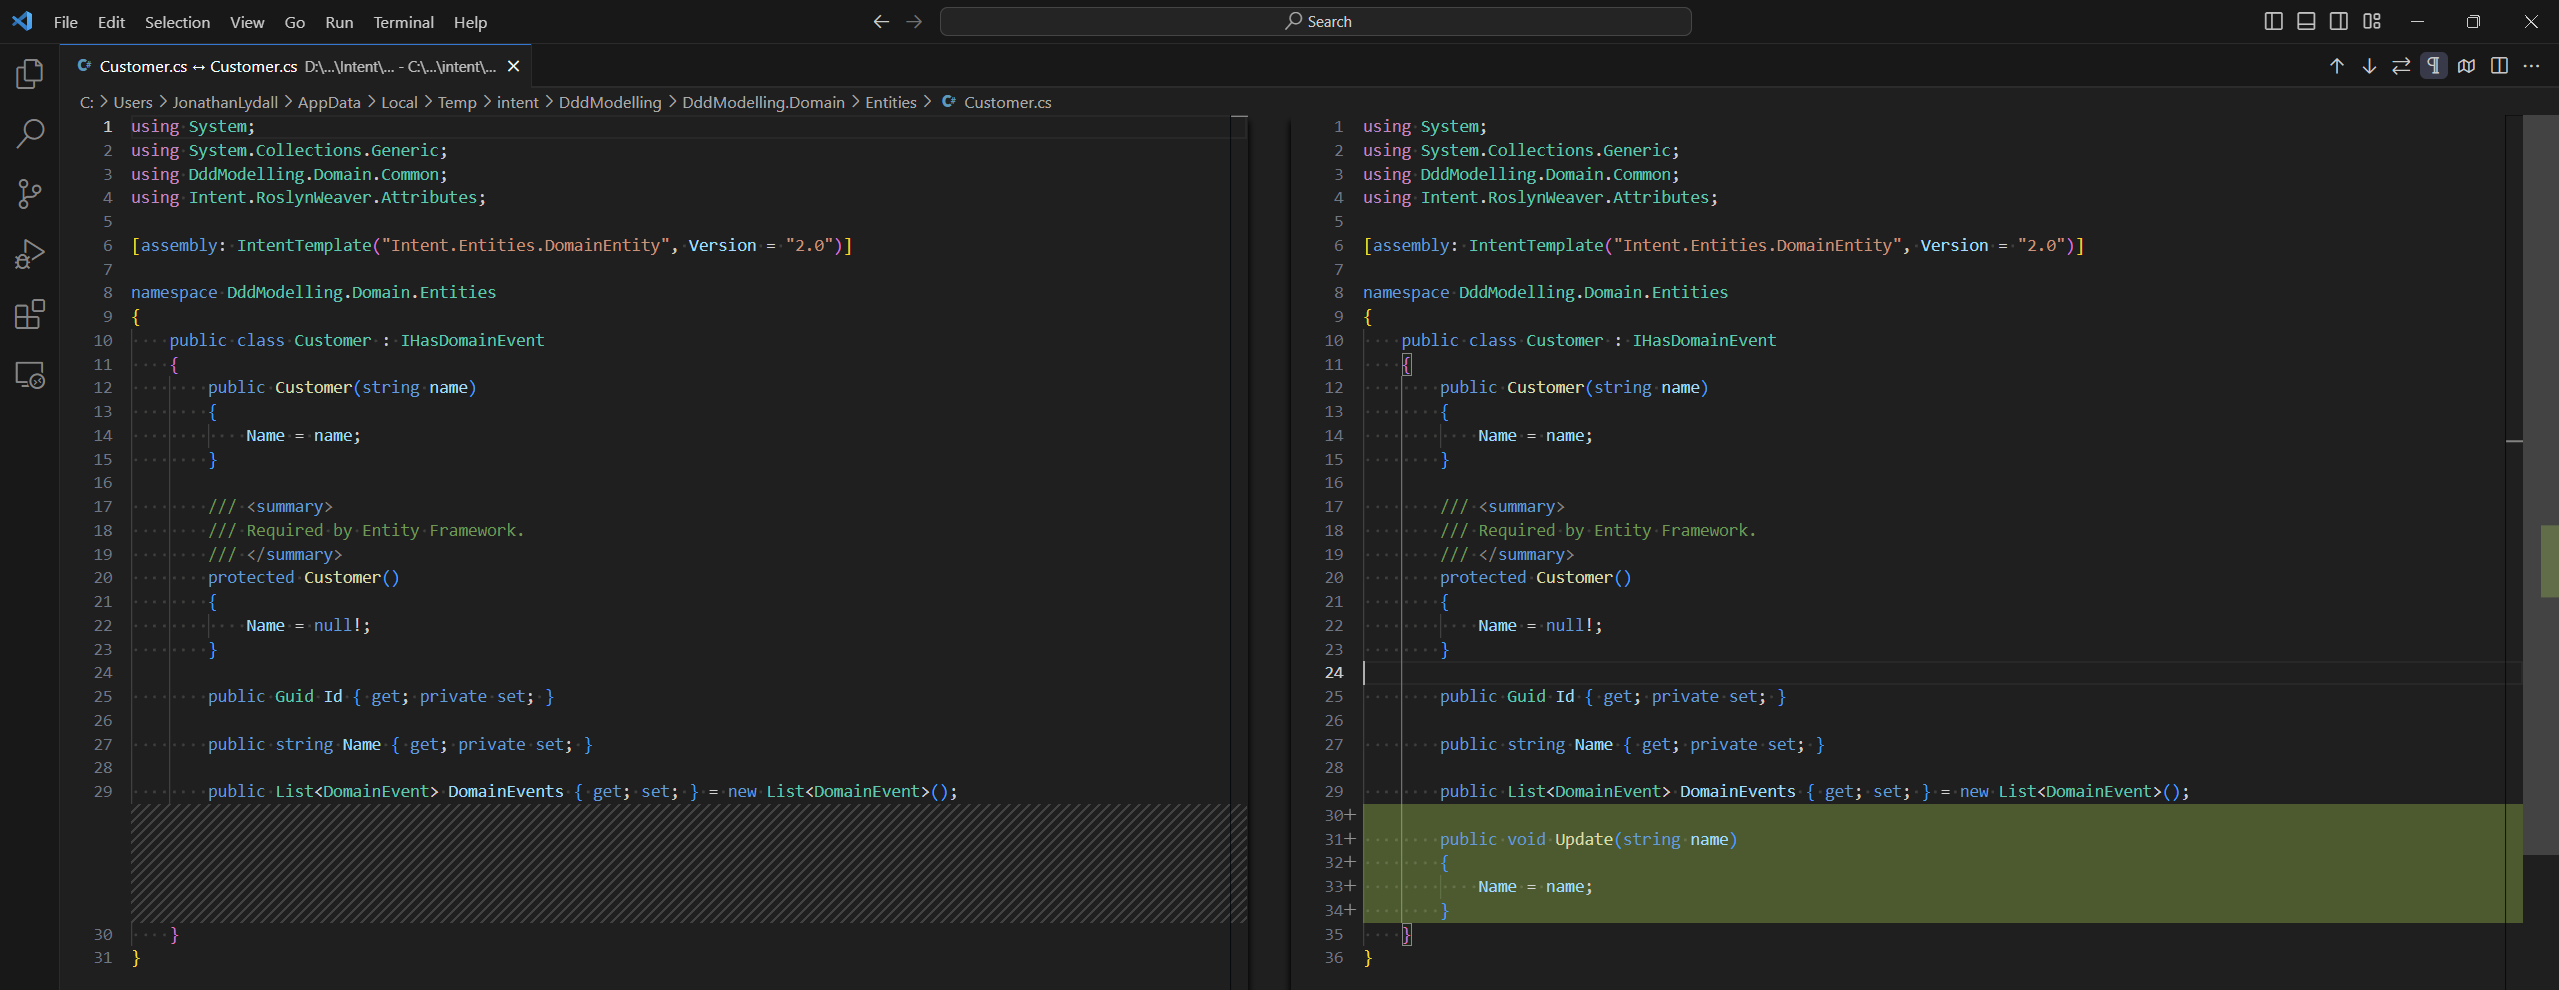 File Edit Selection View Go Run Terminal Help
Search
Customer.cs ↔ Customer.cs D:\...\Intent\... - C:\...\intent\...
C: > Users > JonathanLydall > AppData > Local > Temp > intent > DddModelling > DddModelling.Domain > Entities > Customer.cs
1 using System;
2 using System.Collections.Generic;
3 using DddModelling.Domain.Common;
4 using Intent.RoslynWeaver.Attributes;
5
6 [assembly: IntentTemplate("Intent.Entities.DomainEntity", Version = "2.0")]
7
8 namespace DddModelling.Domain.Entities
9 {
10     public class Customer : IHasDomainEvent
11     {
12         public Customer(string name)
13         {
14             Name = name;
15         }
16
17         /// <summary>
18         /// Required by Entity Framework.
19         /// </summary>
20         protected Customer()
21         {
22             Name = null!;
23         }
24
25         public Guid Id { get; private set; }
26
27         public string Name { get; private set; }
28
29         public List<DomainEvent> DomainEvents { get; set; } = new List<DomainEvent>();
30     }
31 }
1 using System;
2 using System.Collections.Generic;
3 using DddModelling.Domain.Common;
4 using Intent.RoslynWeaver.Attributes;
5
6 [assembly: IntentTemplate("Intent.Entities.DomainEntity", Version = "2.0")]
7
8 namespace DddModelling.Domain.Entities
9 {
10     public class Customer : IHasDomainEvent
11     {
12         public Customer(string name)
13         {
14             Name = name;
15         }
16
17         /// <summary>
18         /// Required by Entity Framework.
19         /// </summary>
20         protected Customer()
21         {
22             Name = null!;
23         }
24
25         public Guid Id { get; private set; }
26
27         public string Name { get; private set; }
28
29         public List<DomainEvent> DomainEvents { get; set; } = new List<DomainEvent>();
30+
31+         public void Update(string name)
32+         {
33+             Name = name;
34+         }
35     }
36 }